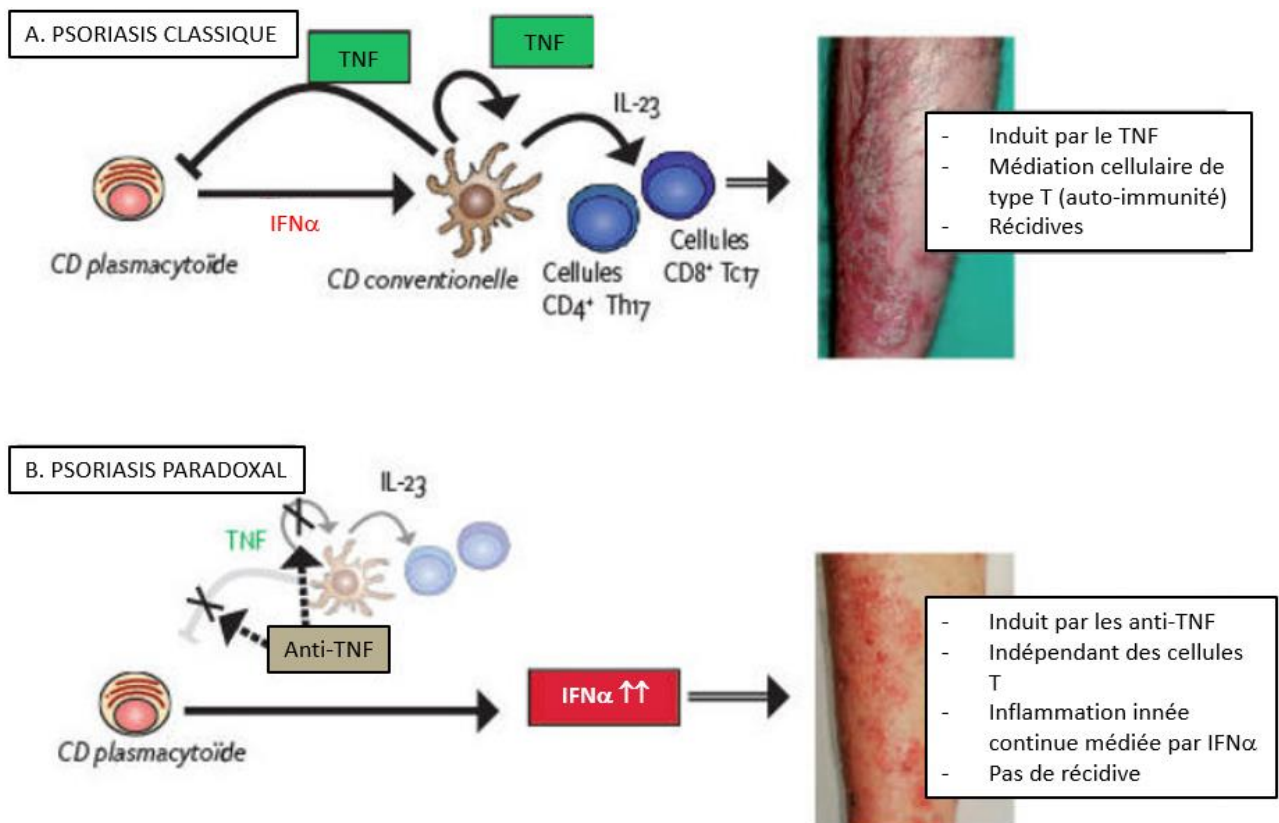 A. PSORIASIS CLASSIQUE
TNF
TNF
IL-23
IFNα
CD plasmacytoïde
CD conventionelle
Cellules
CD4⁺ Th17
Cellules
CD8⁺ Tc17
- Induit par le TNF
- Médiation cellulaire de
type T (auto-immunité)
- Récidives
B. PSORIASIS PARADOXAL
IL-23
TNF
Anti-TNF
IFNα ↑↑
CD plasmacytoïde
- Induit par les anti-TNF
- Indépendant des cellules
T
- Inflammation innée
continue médiée par IFNα
- Pas de récidive